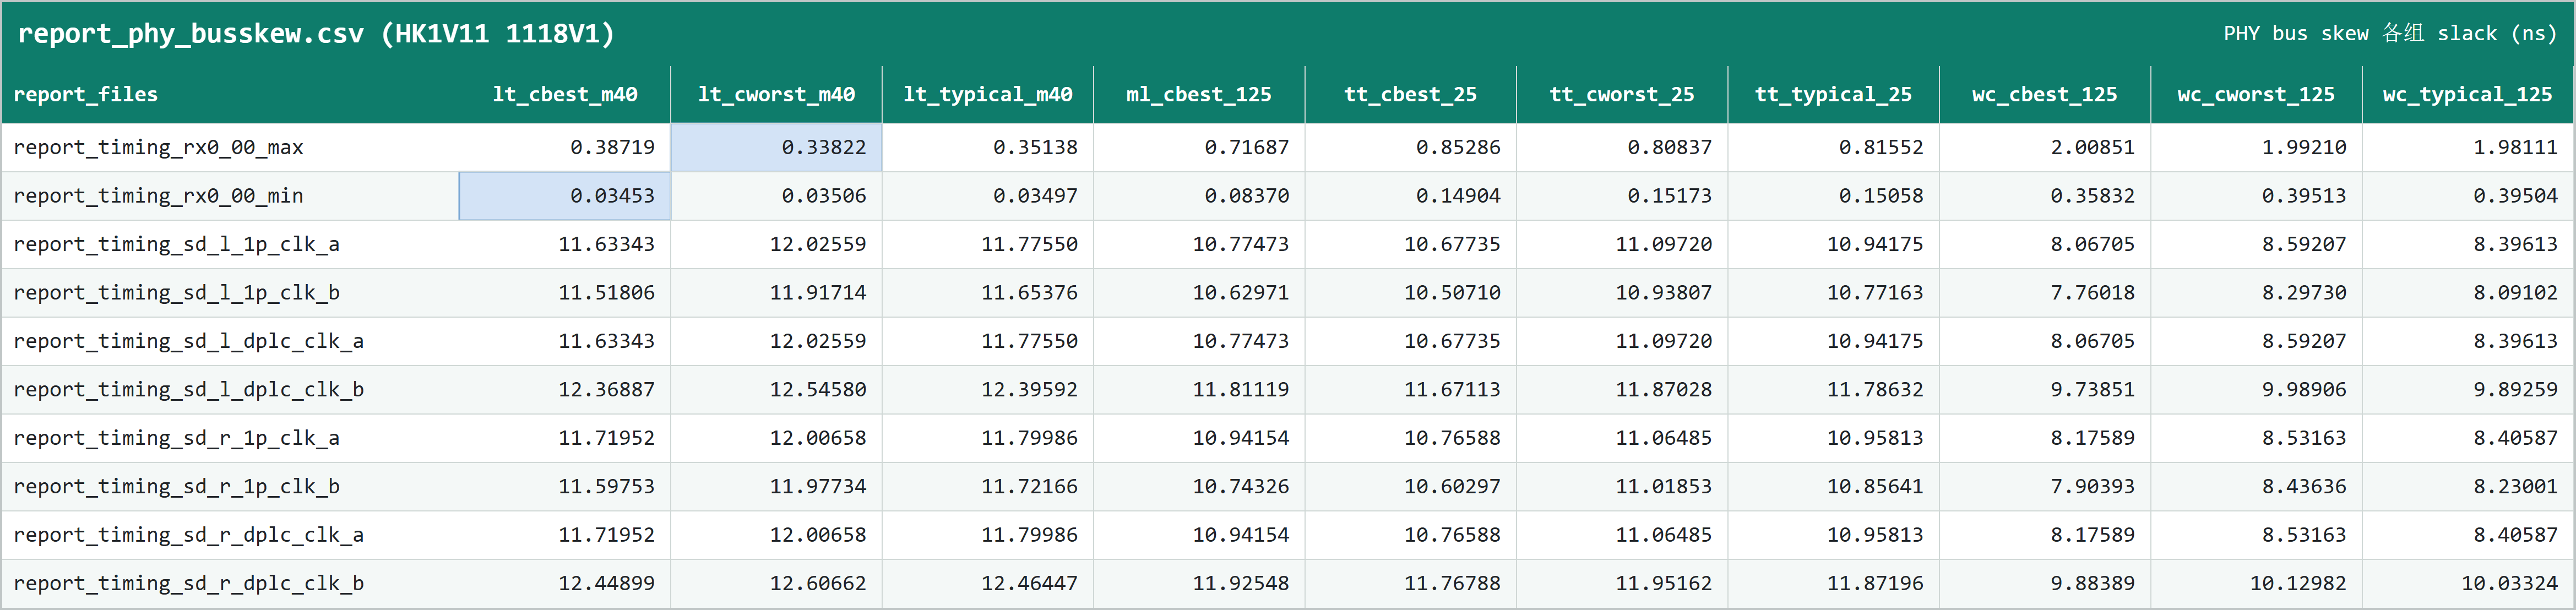 report_phy_busskew.csv (HK1V11 1118V1) PHY bus skew 各组 slack (ns)
report_files lt_cbest_m40 lt_cworst_m40 lt_typical_m40 ml_cbest_125 tt_cbest_25 tt_cworst_25 tt_typical_25 wc_cbest_125 wc_cworst_125 wc_typical_125
report_timing_rx0_00_max 0.38719 0.33822 0.35138 0.71687 0.85286 0.80837 0.81552 2.00851 1.99210 1.98111
report_timing_rx0_00_min 0.03453 0.03506 0.03497 0.08370 0.14904 0.15173 0.15058 0.35832 0.39513 0.39504
report_timing_sd_l_1p_clk_a 11.63343 12.02559 11.77550 10.77473 10.67735 11.09720 10.94175 8.06705 8.59207 8.39613
report_timing_sd_l_1p_clk_b 11.51806 11.91714 11.65376 10.62971 10.50710 10.93807 10.77163 7.76018 8.29730 8.09102
report_timing_sd_l_dplc_clk_a 11.63343 12.02559 11.77550 10.77473 10.67735 11.09720 10.94175 8.06705 8.59207 8.39613
report_timing_sd_l_dplc_clk_b 12.36887 12.54580 12.39592 11.81119 11.67113 11.87028 11.78632 9.73851 9.98906 9.89259
report_timing_sd_r_1p_clk_a 11.71952 12.00658 11.79986 10.94154 10.76588 11.06485 10.95813 8.17589 8.53163 8.40587
report_timing_sd_r_1p_clk_b 11.59753 11.97734 11.72166 10.74326 10.60297 11.01853 10.85641 7.90393 8.43636 8.23001
report_timing_sd_r_dplc_clk_a 11.71952 12.00658 11.79986 10.94154 10.76588 11.06485 10.95813 8.17589 8.53163 8.40587
report_timing_sd_r_dplc_clk_b 12.44899 12.60662 12.46447 11.92548 11.76788 11.95162 11.87196 9.88389 10.12982 10.03324